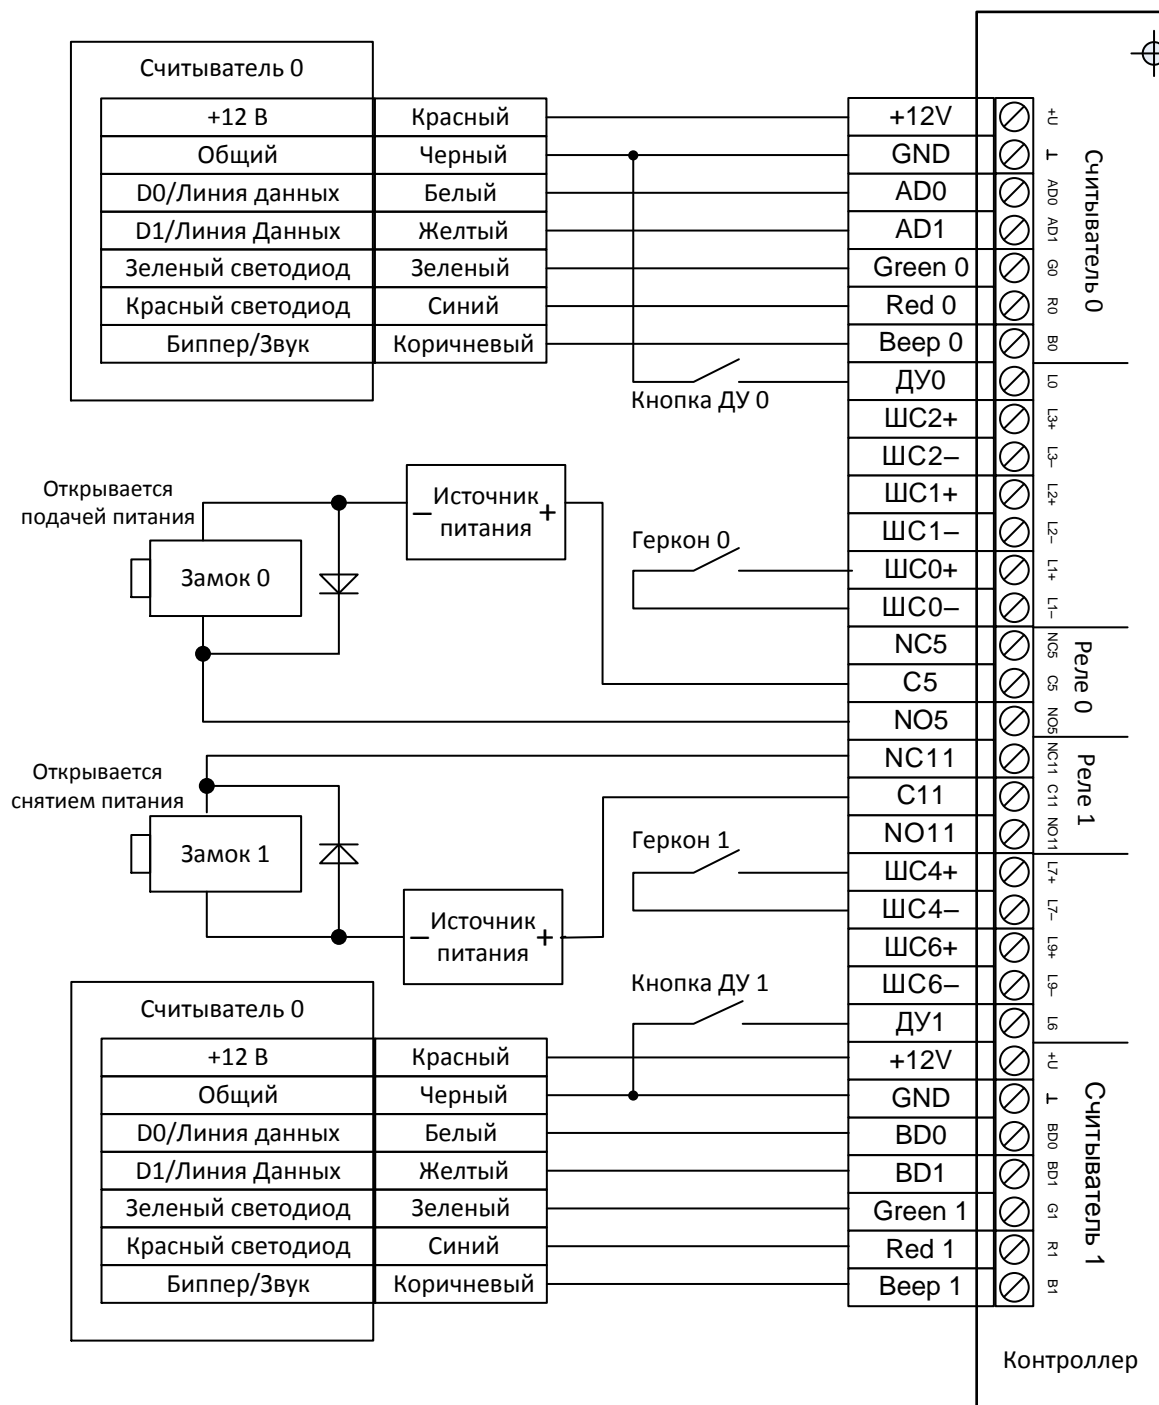 Считыватель 0
+12 В Красный
Общий Черный
D0/Линия данных Белый
D1/Линия Данных Желтый
Зеленый светодиод Зеленый
Красный светодиод Синий
Биппер/Звук Коричневый
Кнопка ДУ 0
Открывается
подачей питания
Замок 0
Источник
питания
– +
Геркон 0
Открывается
снятием питания
Замок 1
Источник
питания
– +
Геркон 1
Кнопка ДУ 1
Считыватель 0
+12 В Красный
Общий Черный
D0/Линия данных Белый
D1/Линия Данных Желтый
Зеленый светодиод Зеленый
Красный светодиод Синий
Биппер/Звук Коричневый
+12V +U
GND ⊥
AD0 AD0
AD1 AD1
Green 0 G0
Red 0 R0
Beep 0 B0
ДУ0 L0
ШС2+ L3+
ШС2– L3–
ШС1+ L2+
ШС1– L2–
ШС0+ L1+
ШС0– L1–
NC5 NC5
C5 C5
NO5 NO5
NC11 NC11
C11 C11
NO11 NO11
ШС4+ L7+
ШС4– L7–
ШС6+ L9+
ШС6– L9–
ДУ1 L6
+12V +U
GND ⊥
BD0 BD0
BD1 BD1
Green 1 G1
Red 1 R1
Beep 1 B1
Считыватель 0
Реле 0
Реле 1
Считыватель 1
Контроллер